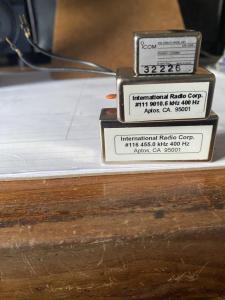 ICOM
32226
International Radio Corp.
#111 9010.6 kHz 400 Hz
Aptos, CA. 95001
International Radio Corp.
#116 455.0 kHz 400 Hz
Aptos, CA. 95001